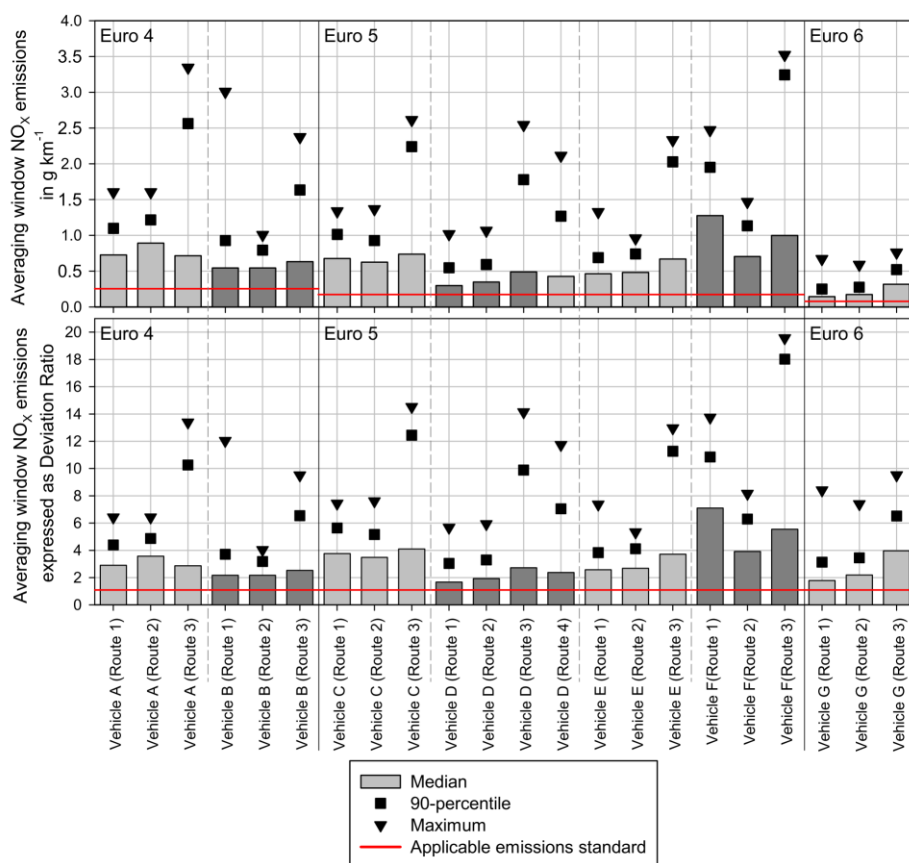 Averaging window NOX emissions
in g km-1
Euro 4
Euro 5
Euro 6
4.0
3.5
3.0
2.5
2.0
1.5
1.0
0.5
0.0
Averaging window NOX emissions
expressed as Deviation Ratio
Euro 4
Euro 5
Euro 6
20
18
16
14
12
10
8
6
4
2
0
Vehicle A (Route 1)
Vehicle A (Route 2)
Vehicle A (Route 3)
Vehicle B (Route 1)
Vehicle B (Route 2)
Vehicle B (Route 3)
Vehicle C (Route 1)
Vehicle C (Route 2)
Vehicle C (Route 3)
Vehicle D (Route 1)
Vehicle D (Route 2)
Vehicle D (Route 3)
Vehicle D (Route 4)
Vehicle E (Route 1)
Vehicle E (Route 2)
Vehicle E (Route 3)
Vehicle F(Route 1)
Vehicle F(Route 2)
Vehicle F(Route 3)
Vehicle G (Route 1)
Vehicle G (Route 2)
Vehicle G (Route 3)
Median
90-percentile
Maximum
Applicable emissions standard